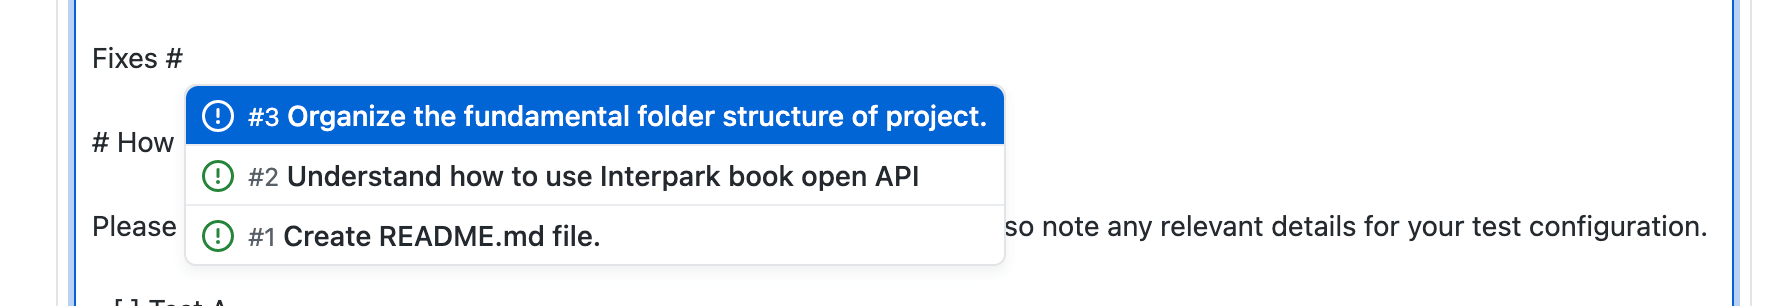 Fixes #
#3 Organize the fundamental folder structure of project.
# How
#2 Understand how to use Interpark book open API
Please so note any relevant details for your test configuration.
#1 Create README.md file.
[ ] Test A